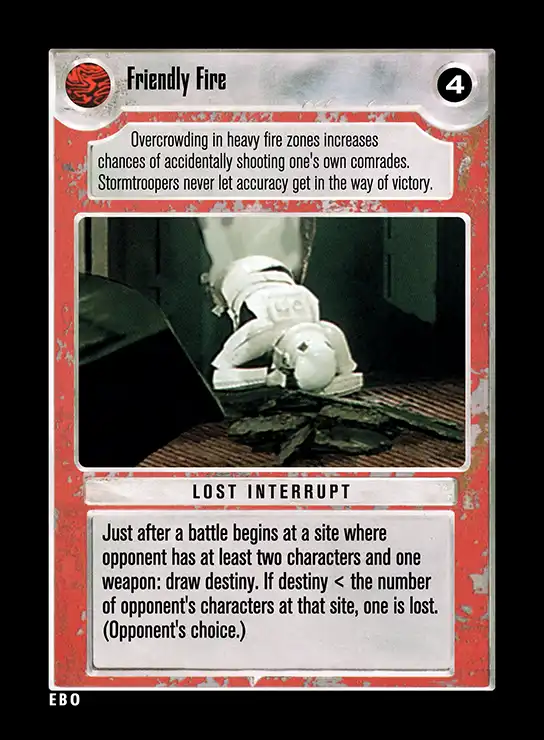 Friendly Fire
4
Overcrowding in heavy fire zones increases
chances of accidentally shooting one's own comrades.
Stormtroopers never let accuracy get in the way of victory.
LOST INTERRUPT
Just after a battle begins at a site where
opponent has at least two characters and one
weapon: draw destiny. If destiny < the number
of opponent's characters at that site, one is lost.
(Opponent's choice.)
EBO